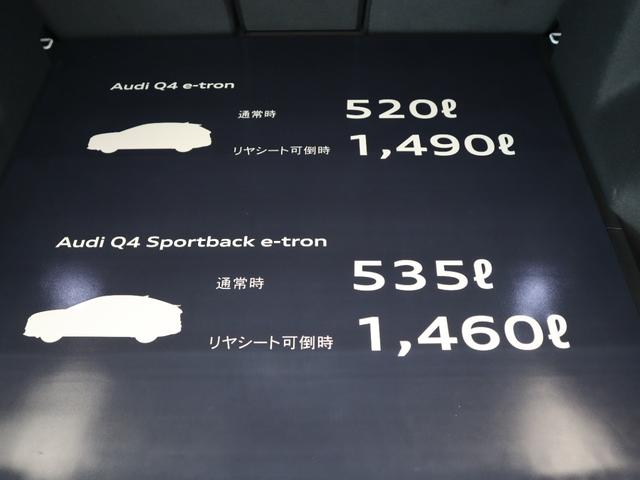 Audi Q4 e-tron
通常時 520ℓ
リヤシート可倒時 1,490ℓ
Audi Q4 Sportback e-tron
通常時 535ℓ
リヤシート可倒時 1,460ℓ